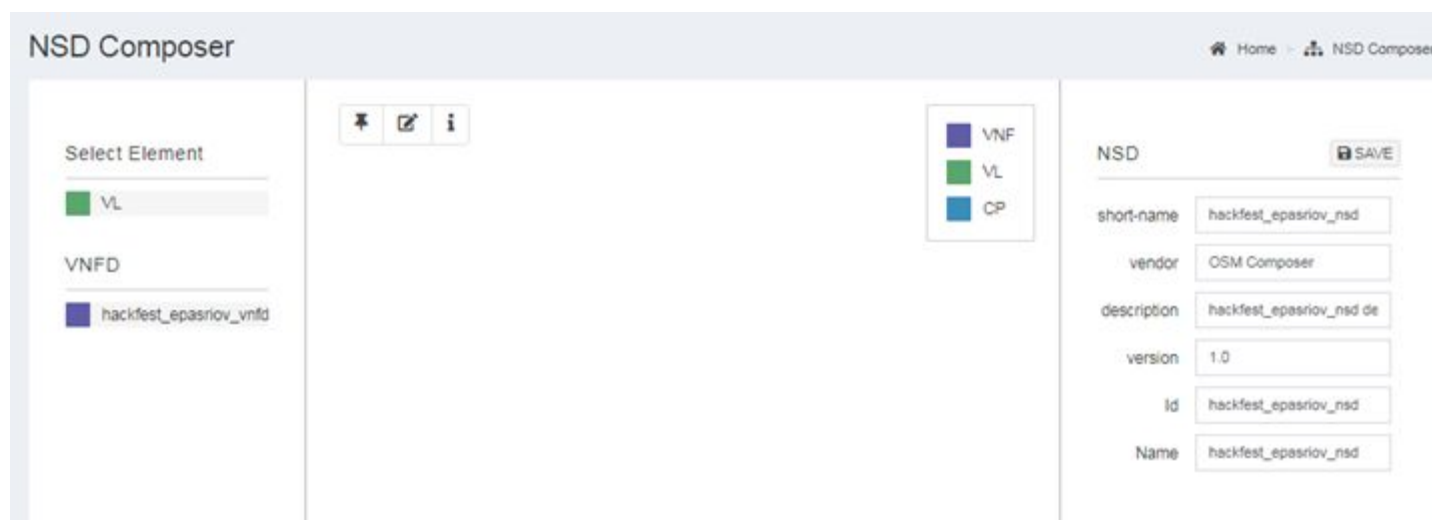 NSD Composer
Home NSD Composer
Select Element
VL
VNFD
hackfest_epasriov_vnfd
VNF
VL
CP
NSD SAVE
short-name hackfest_epasriov_nsd
vendor OSM Composer
description hackfest_epasriov_nsd de
version 1.0
Id hackfest_epasriov_nsd
Name hackfest_epasriov_nsd